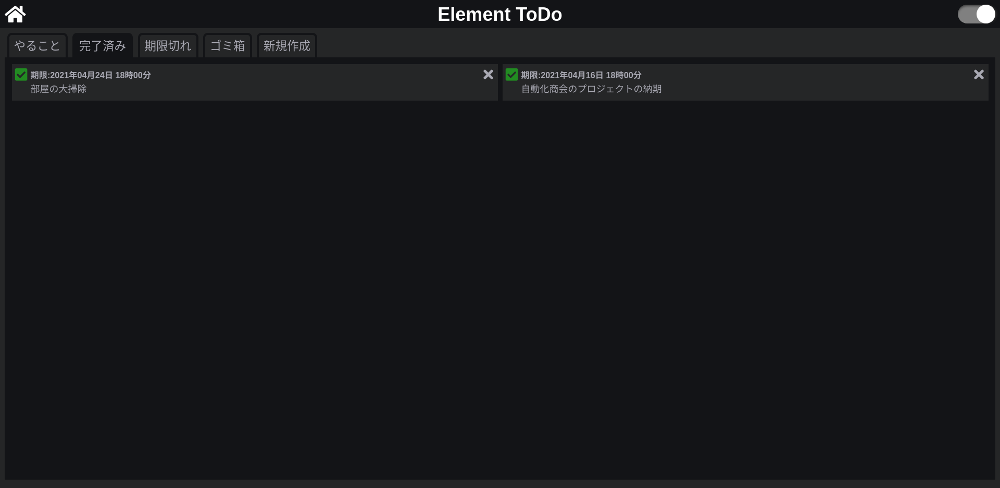 Element ToDo
やること 完了済み 期限切れ ゴミ箱 新規作成
期限:2021年04月24日 18時00分
部屋の大掃除
期限:2021年04月16日 18時00分
自動化商会のプロジェクトの納期